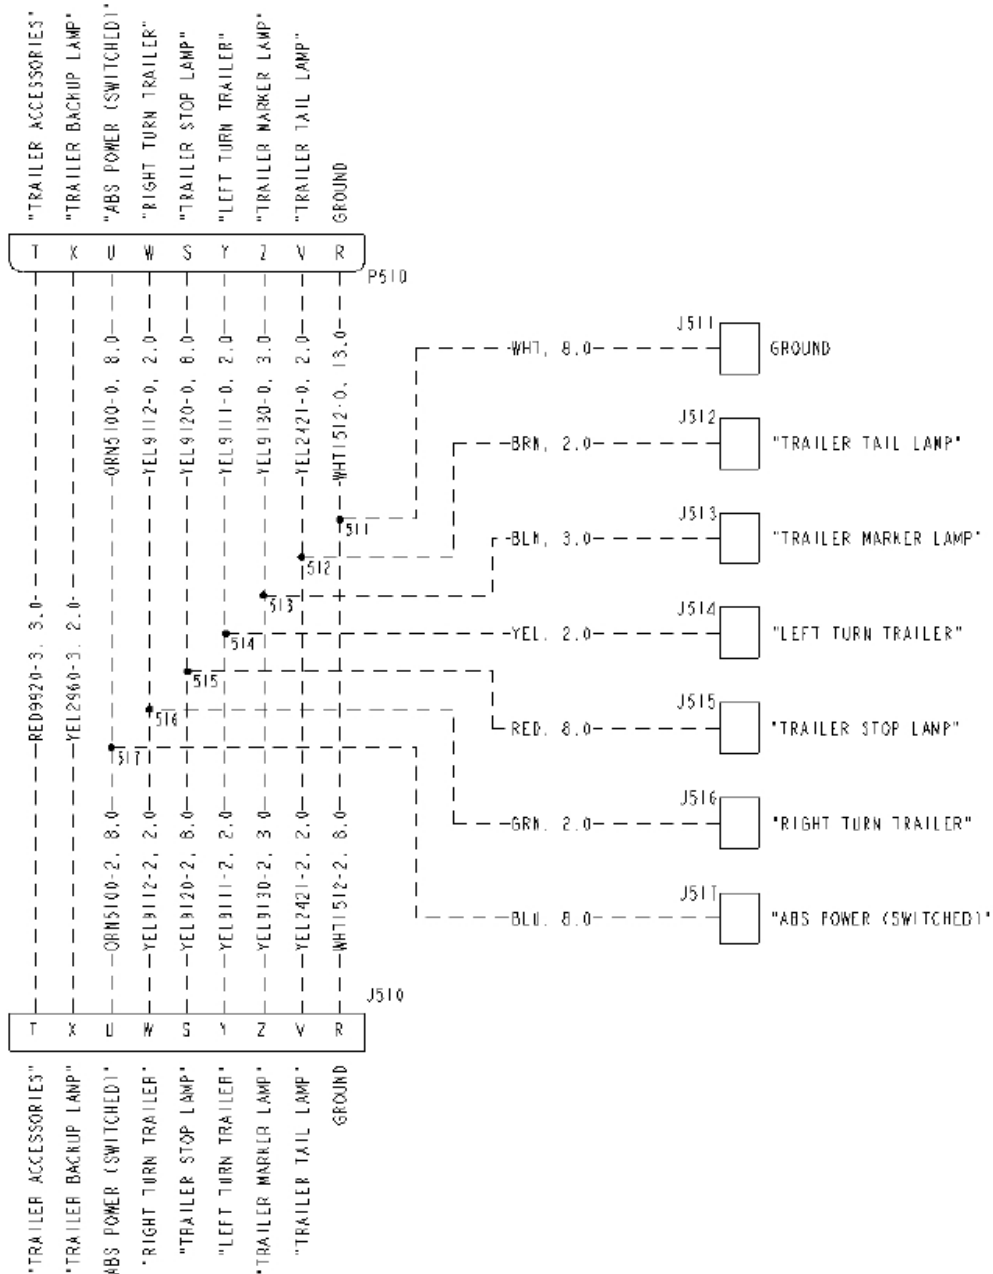 "TRAILER ACCESSORIES"
"TRAILER BACKUP LAMP"
"ABS POWER (SWITCHED)"
"RIGHT TURN TRAILER"
"TRAILER STOP LAMP"
"LEFT TURN TRAILER"
"TRAILER MARKER LAMP"
"TRAILER TAIL LAMP"
GROUND
T X U W S Y Z V R
P510
RED9920-3, 3.0
YEL2960-3, 2.0
ORN5100-0, 8.0
YEL9112-0, 2.0
YEL9120-0, 8.0
YEL9111-0, 2.0
YEL9130-0, 3.0
YEL2421-0, 2.0
WHT1512-0, 13.0
J511
WHT, 8.0
GROUND
J512
BRN, 2.0
"TRAILER TAIL LAMP"
511
J513
BLK, 3.0
"TRAILER MARKER LAMP"
512
513
J514
YEL, 2.0
"LEFT TURN TRAILER"
514
515
J515
RED, 8.0
"TRAILER STOP LAMP"
516
517
J516
GRN, 2.0
"RIGHT TURN TRAILER"
J517
BLU, 8.0
"ABS POWER (SWITCHED)"
ORN5100-2, 8.0
YEL9112-2, 2.0
YEL9120-2, 8.0
YEL9111-2, 2.0
YEL9130-2, 3.0
YEL2421-2, 2.0
WHT1512-2, 8.0
J510
T X U W S Y Z V R
"TRAILER ACCESSORIES"
"TRAILER BACKUP LAMP"
ABS POWER (SWITCHED)"
"RIGHT TURN TRAILER"
"TRAILER STOP LAMP"
"LEFT TURN TRAILER"
"TRAILER MARKER LAMP"
"TRAILER TAIL LAMP"
GROUND